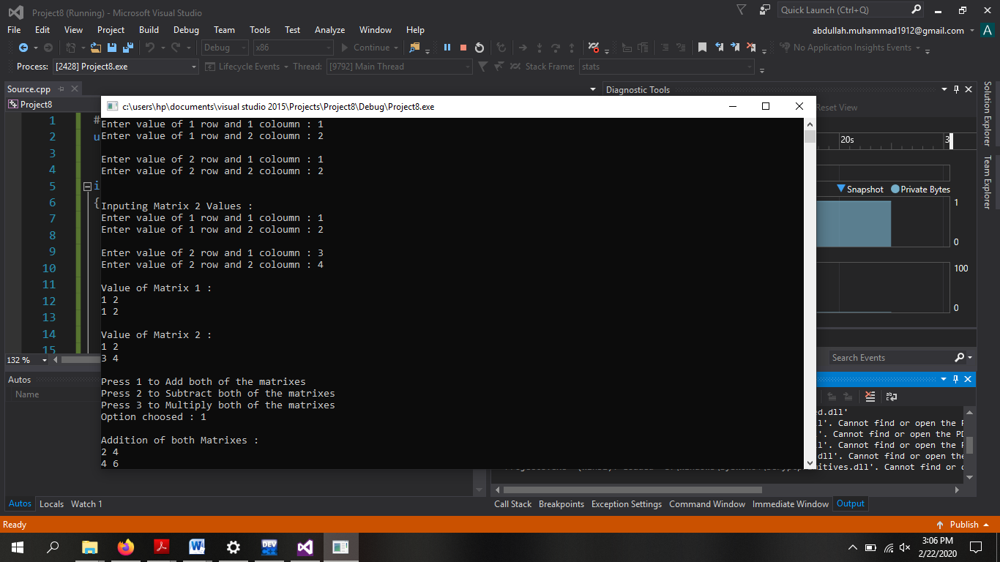 Project8 (Running) - Microsoft Visual Studio
Quick Launch (Ctrl+Q)
File Edit View Project Build Debug Team Tools Test Analyze Window Help
abdullah.muhammad1912@gmail.com A
Debug x86 Continue No Application Insights Events
Process: [2428] Project8.exe Lifecycle Events Thread: [9792] Main Thread Stack Frame: stats
Source.cpp
Diagnostic Tools
Project8
c:\users\hp\documents\visual studio 2015\Projects\Project8\Debug\Project8.exe
Reset View
Solution Explorer
Team Explorer
1 #
2 u
3
4
5 i
6 {
7
8
9
10
11
12
13
14
15
Enter value of 1 row and 1 coloumn : 1
Enter value of 1 row and 2 coloumn : 2
Enter value of 2 row and 1 coloumn : 1
Enter value of 2 row and 2 coloumn : 2
Inputing Matrix 2 Values :
Enter value of 1 row and 1 coloumn : 1
Enter value of 1 row and 2 coloumn : 2
Enter value of 2 row and 1 coloumn : 3
Enter value of 2 row and 2 coloumn : 4
Value of Matrix 1 :
1 2
1 2
Value of Matrix 2 :
1 2
3 4
Press 1 to Add both of the matrixes
Press 2 to Subtract both of the matrixes
Press 3 to Multiply both of the matrixes
Option choosed : 1
Addition of both Matrixes :
2 4
4 6
20s 3
Snapshot Private Bytes
1
0
100
0
Search Events
132 %
Autos
Name
ed.dll'
ll'. Cannot find or open the P
l'. Cannot find or open the PD
ll'. Cannot find or open the P
dll'. Cannot find or open the
itives.dll'. Cannot find or o
Autos Locals Watch 1
Call Stack Breakpoints Exception Settings Command Window Immediate Window Output
Ready
Publish
DEV
3:06 PM
2/22/2020